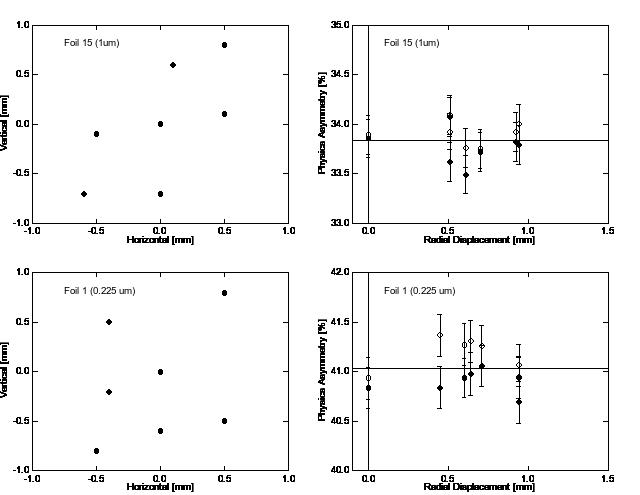 1.0
0.5
0.0
-0.5
-1.0
Vertical [mm]
Foil 15 (1um)
-1.0 -0.5 0.0 0.5 1.0
Horizontal [mm]
35.0
34.5
34.0
33.5
33.0
Physics Asymmetry [%]
Foil 15 (1um)
0.0 0.5 1.0 1.5
Radial Displacement [mm]
1.0
0.5
0.0
-0.5
-1.0
Vertical [mm]
Foil 1 (0.225 um)
-1.0 -0.5 0.0 0.5 1.0
Horizontal [mm]
42.0
41.5
41.0
40.5
40.0
Physics Asymmetry [%]
Foil 1 (0.225 um)
0.0 0.5 1.0 1.5
Radial Displacement [mm]